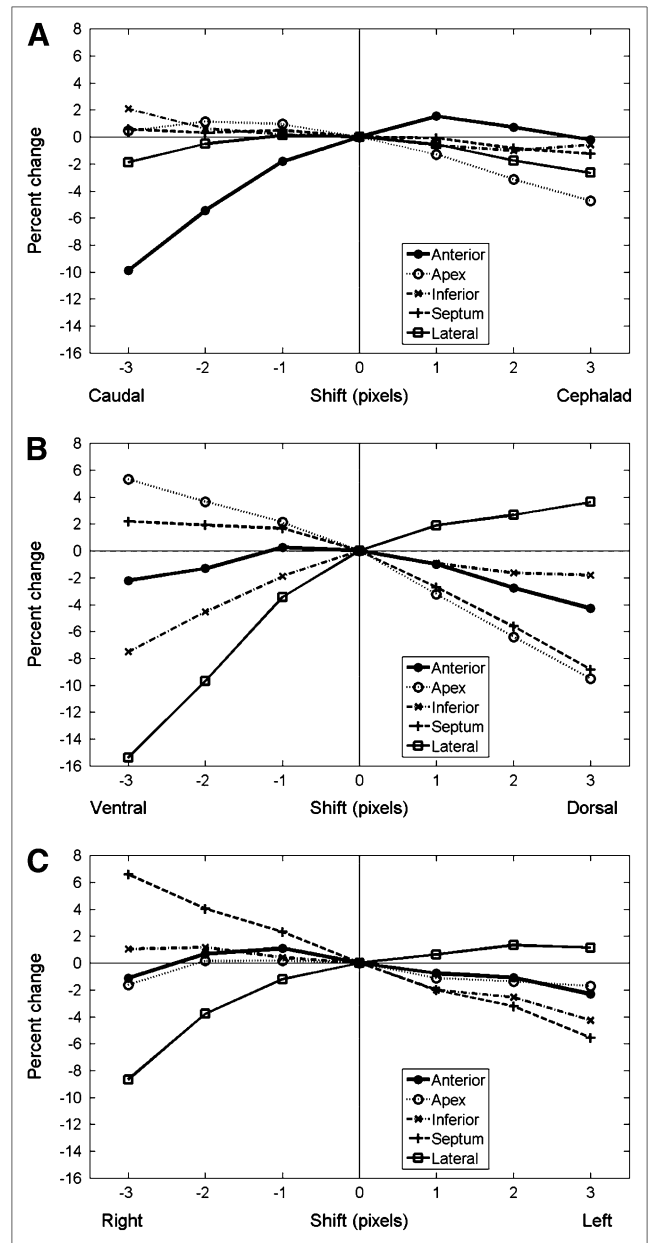 A
8
6
4
2
0
-2
-4
-6
-8
-10
-12
-14
-16
Percent change
Anterior
Apex
Inferior
Septum
Lateral
-3 -2 -1 0 1 2 3
Caudal Shift (pixels) Cephalad
B
8
6
4
2
0
-2
-4
-6
-8
-10
-12
-14
-16
Percent change
Anterior
Apex
Inferior
Septum
Lateral
-3 -2 -1 0 1 2 3
Ventral Shift (pixels) Dorsal
C
8
6
4
2
0
-2
-4
-6
-8
-10
-12
-14
-16
Percent change
Anterior
Apex
Inferior
Septum
Lateral
-3 -2 -1 0 1 2 3
Right Shift (pixels) Left